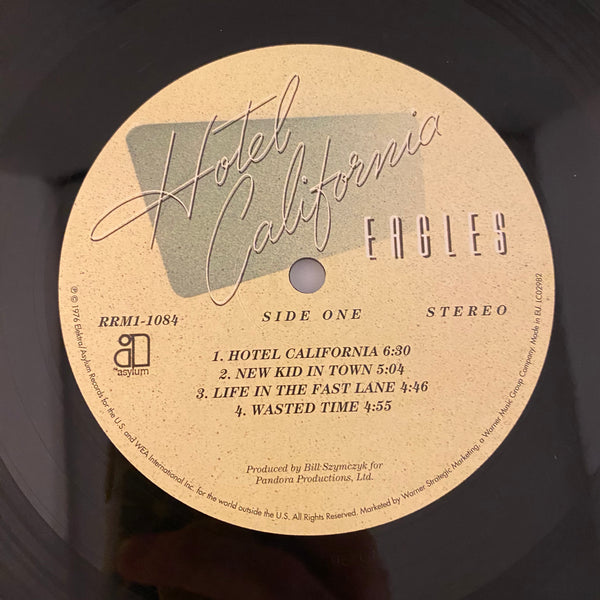 Hotel
California
EAGLES
SIDE ONE
STEREO
RRM1-1084
asylum
1. HOTEL CALIFORNIA 6:30
2. NEW KID IN TOWN 5:04
3. LIFE IN THE FAST LANE 4:46
4. WASTED TIME 4:55
Produced by Bill Szymczyk for
Pandora Productions, Ltd.
℗ © 1976 Elektra/Asylum Records for the U.S. and WEA International Inc. for the world outside the U.S. All Rights Reserved. Marketed by Warner Strategic Marketing, a Warner Music Group Company. Made in EU. LC02982